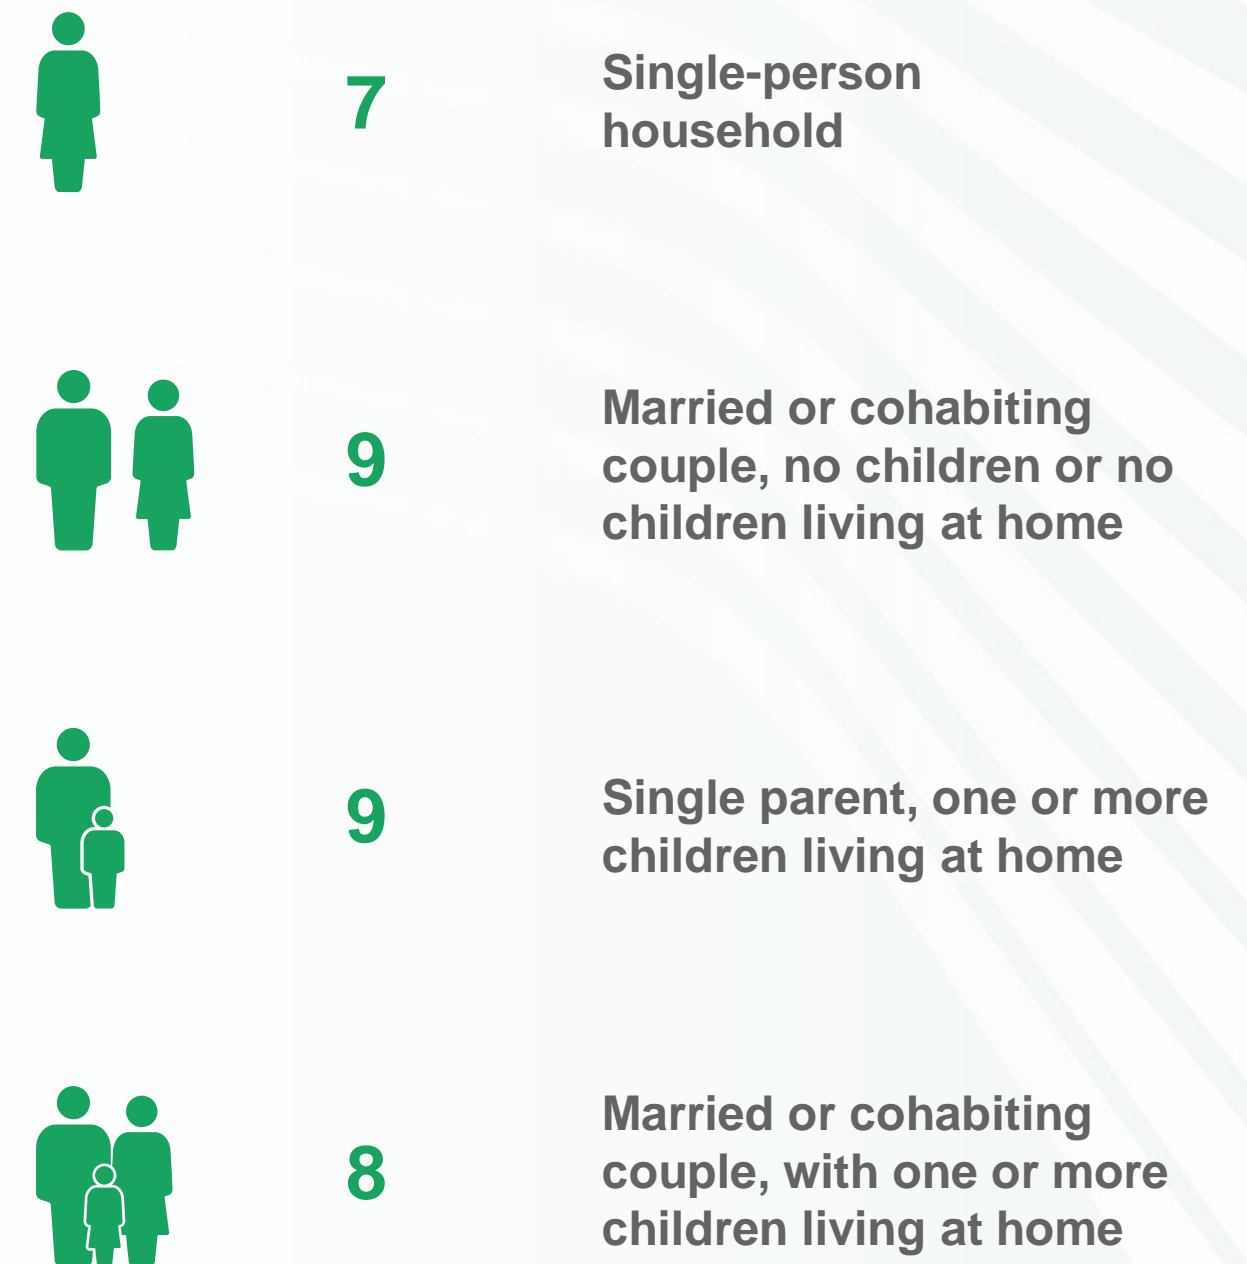 7
Single-person
household
9
Married or cohabiting
couple, no children or no
children living at home
9
Single parent, one or more
children living at home
8
Married or cohabiting
couple, with one or more
children living at home